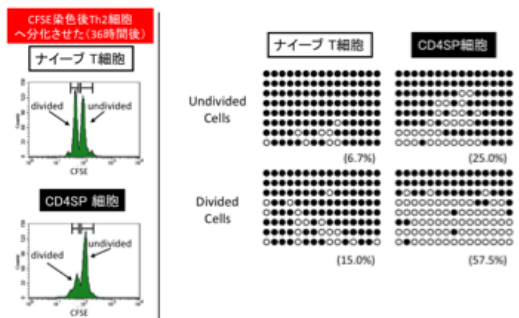 CFSE染色後Th2細胞
へ分化させた(36時間後)
ナイーブ T細胞
divided
undivided
Counts
CFSE
CD4SP 細胞
divided
undivided
Counts
CFSE
ナイーブ T細胞
CD4SP細胞
Undivided
Cells
(6.7%)
(25.0%)
Divided
Cells
(15.0%)
(57.5%)